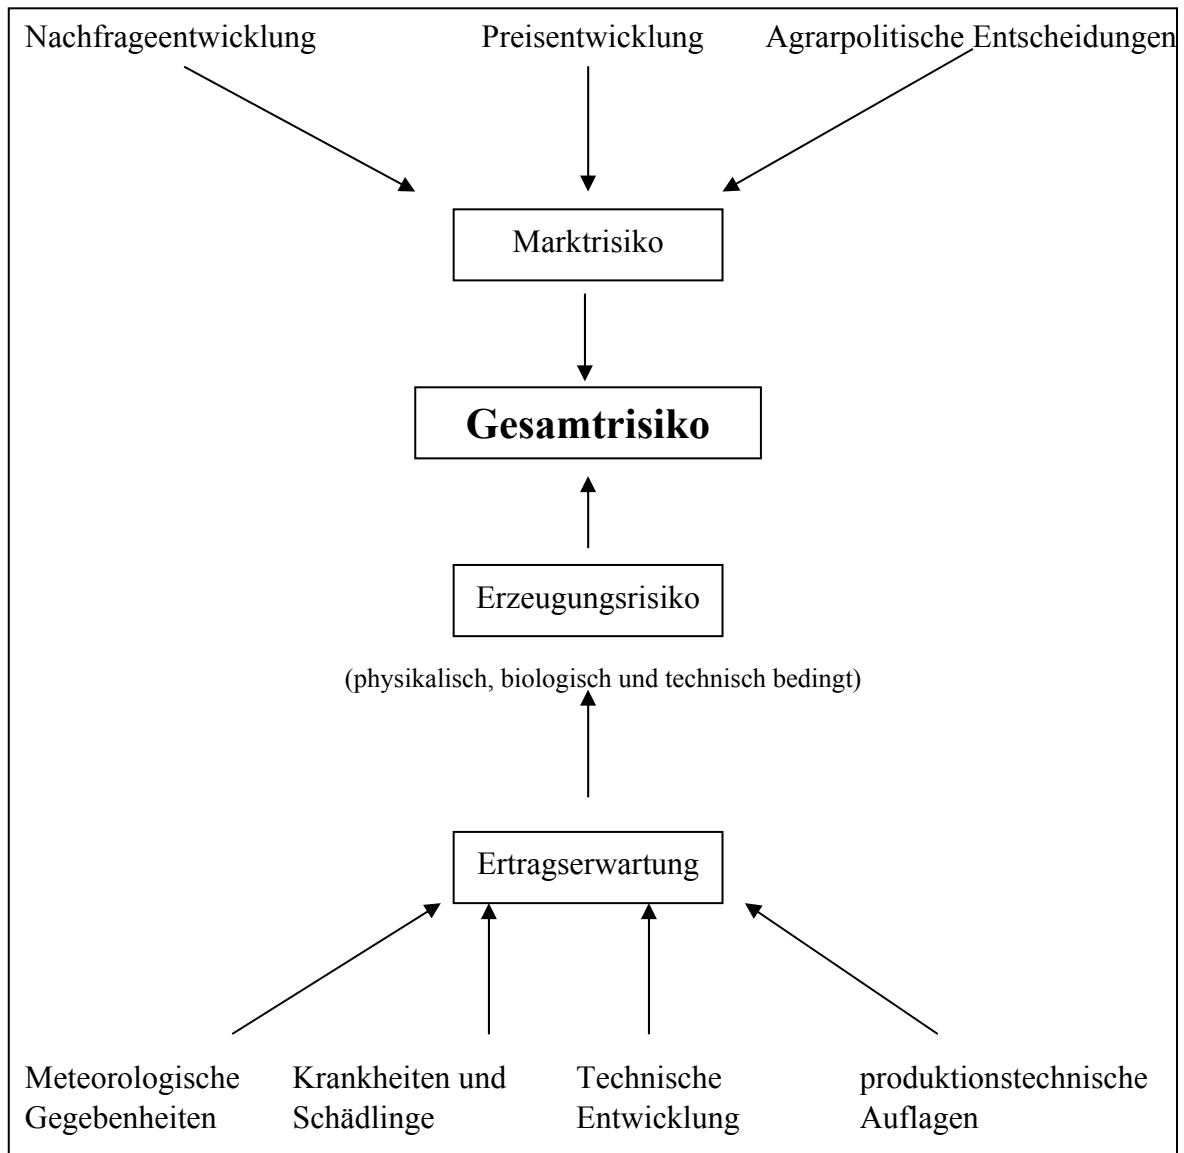 Nachfrageentwicklung Preisentwicklung Agrarpolitische Entscheidungen
Marktrisiko
Gesamtrisiko
Erzeugungsrisiko
(physikalisch, biologisch und technisch bedingt)
Ertragserwartung
Meteorologische Gegebenheiten
Krankheiten und Schädlinge
Technische Entwicklung
produktionstechnische Auflagen